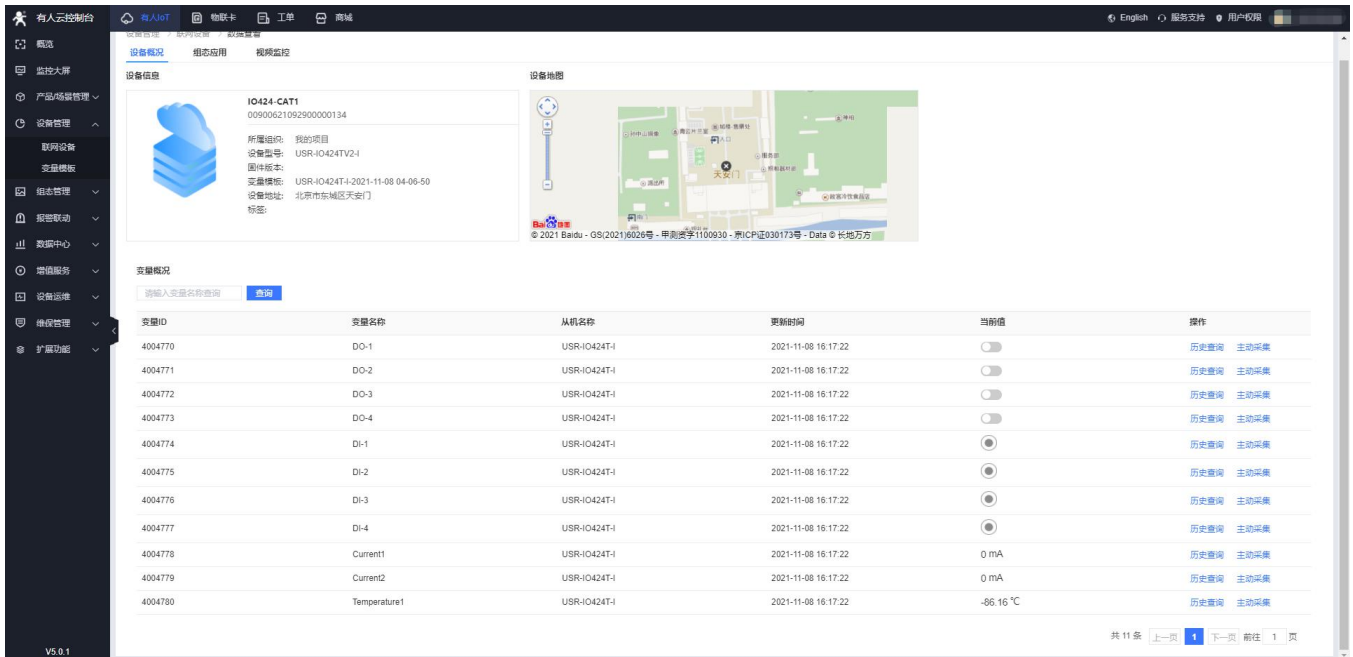 有人云控制台
有人IoT 物联卡 工单 商城 English 服务支持 用户权限
概览
监控大屏
产品/场景管理
设备管理
联网设备
变量模板
组态管理
报警联动
数据中心
增值服务
设备运维
维保管理
扩展功能
V5.0.1
设备管理 / 联网设备 / 数据查看
设备概况 组态应用 视频监控
设备信息
IO424-CAT1
00900621092900000134
所属组织: 我的项目
设备型号: USR-IO424TV2-I
固件版本:
变量模板: USR-IO424T-I-2021-11-08 04-06-50
设备地址: 北京市东城区天安门
标签:
设备地图
天安门
Bai 地图
© 2021 Baidu - GS(2021)6026号 - 甲测资字1100930 - 京ICP证030173号 - Data © 长地万方
变量概况
请输入变量名称查询 查询
变量ID 变量名称 从机名称 更新时间 当前值 操作
4004770 DO-1 USR-IO424T-I 2021-11-08 16:17:22 历史查询 主动采集
4004771 DO-2 USR-IO424T-I 2021-11-08 16:17:22 历史查询 主动采集
4004772 DO-3 USR-IO424T-I 2021-11-08 16:17:22 历史查询 主动采集
4004773 DO-4 USR-IO424T-I 2021-11-08 16:17:22 历史查询 主动采集
4004774 DI-1 USR-IO424T-I 2021-11-08 16:17:22 历史查询 主动采集
4004775 DI-2 USR-IO424T-I 2021-11-08 16:17:22 历史查询 主动采集
4004776 DI-3 USR-IO424T-I 2021-11-08 16:17:22 历史查询 主动采集
4004777 DI-4 USR-IO424T-I 2021-11-08 16:17:22 历史查询 主动采集
4004778 Current1 USR-IO424T-I 2021-11-08 16:17:22 0 mA 历史查询 主动采集
4004779 Current2 USR-IO424T-I 2021-11-08 16:17:22 0 mA 历史查询 主动采集
4004780 Temperature1 USR-IO424T-I 2021-11-08 16:17:22 -86.16 ℃ 历史查询 主动采集
共 11 条 上一页 1 下一页 前往 1 页